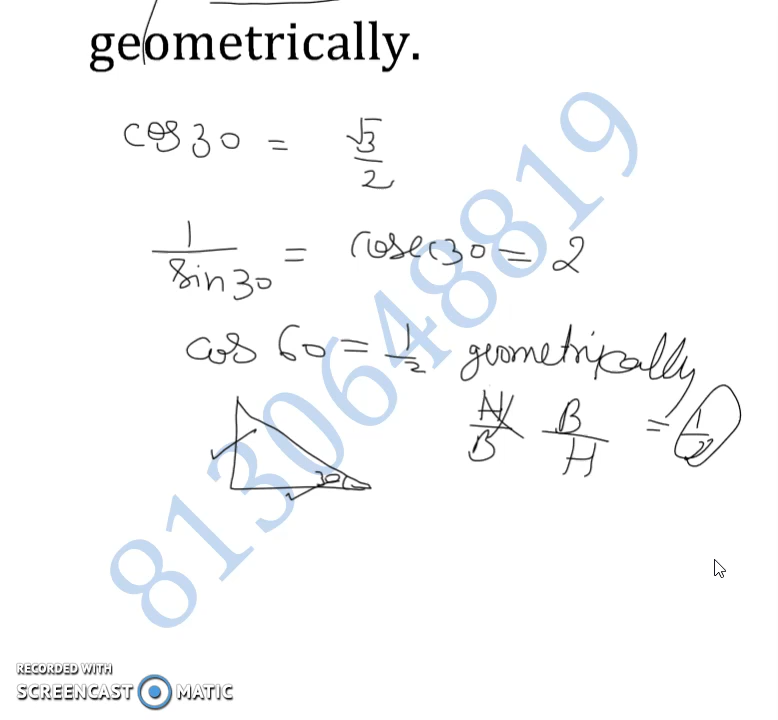 geometrically.
cos 30 = √3/2
1/sin 30 = cosec 30 = 2
cos 60 = 1/2 geometrically
B/H = 1/2
30
8130648819
RECORDED WITH
SCREENCAST MATIC